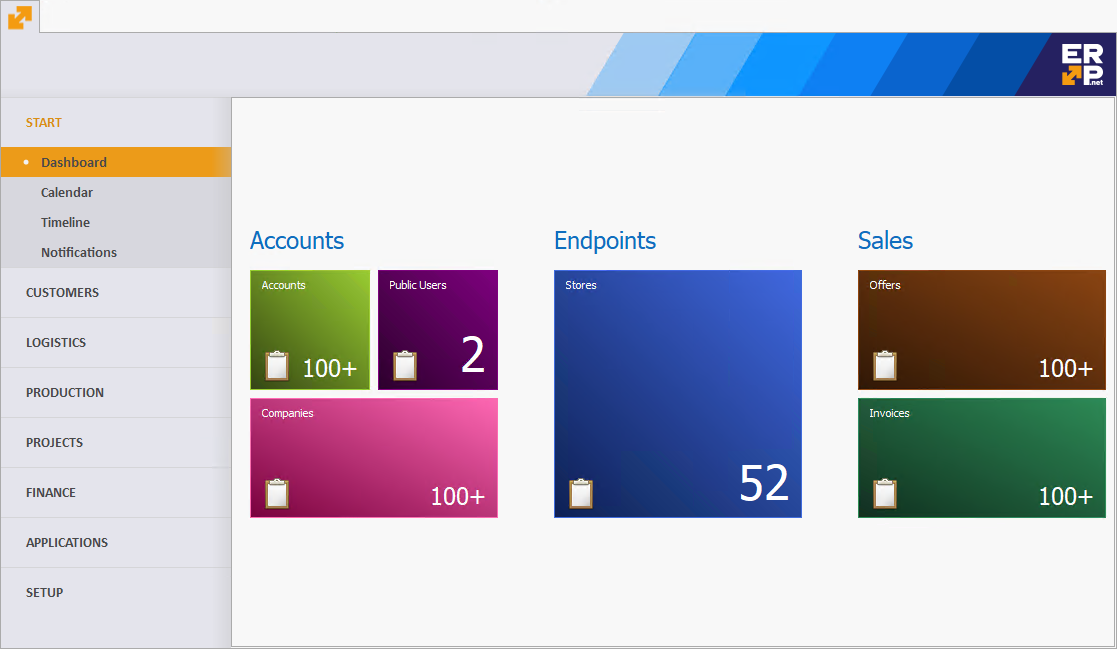 ERP
.net
START
Dashboard
Calendar
Timeline
Notifications
CUSTOMERS
LOGISTICS
PRODUCTION
PROJECTS
FINANCE
APPLICATIONS
SETUP
Accounts
Accounts
100+
Public Users
2
Companies
100+
Endpoints
Stores
52
Sales
Offers
100+
Invoices
100+